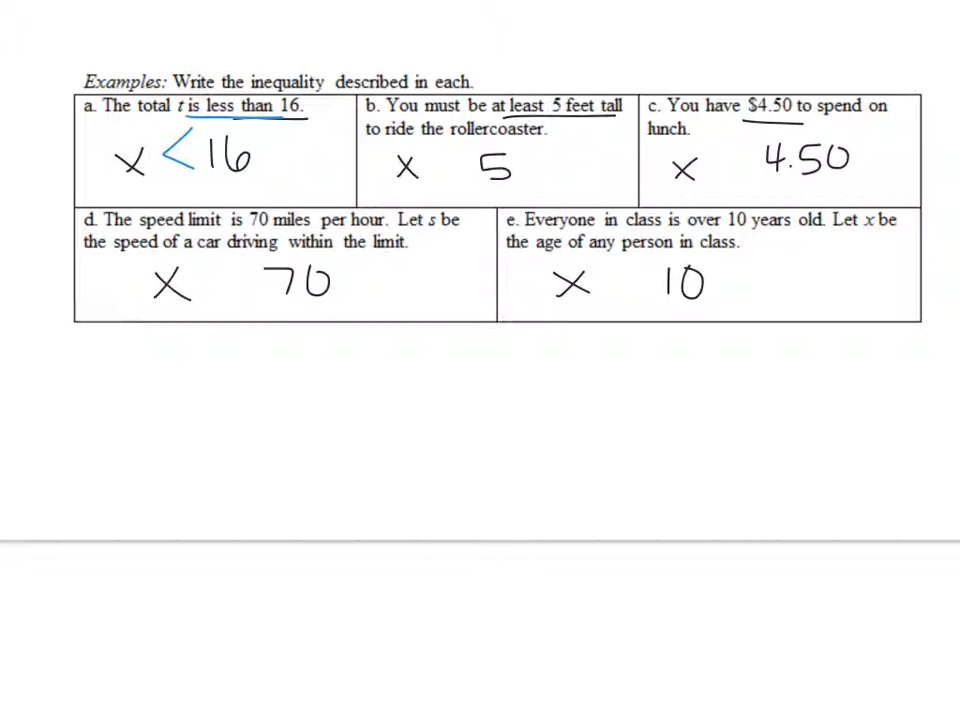 Examples: Write the inequality described in each.
a. The total t is less than 16.
x < 16
b. You must be at least 5 feet tall
to ride the rollercoaster.
x 5
c. You have $4.50 to spend on
lunch.
x 4.50
d. The speed limit is 70 miles per hour. Let s be
the speed of a car driving within the limit.
x 70
e. Everyone in class is over 10 years old. Let x be
the age of any person in class.
x 10